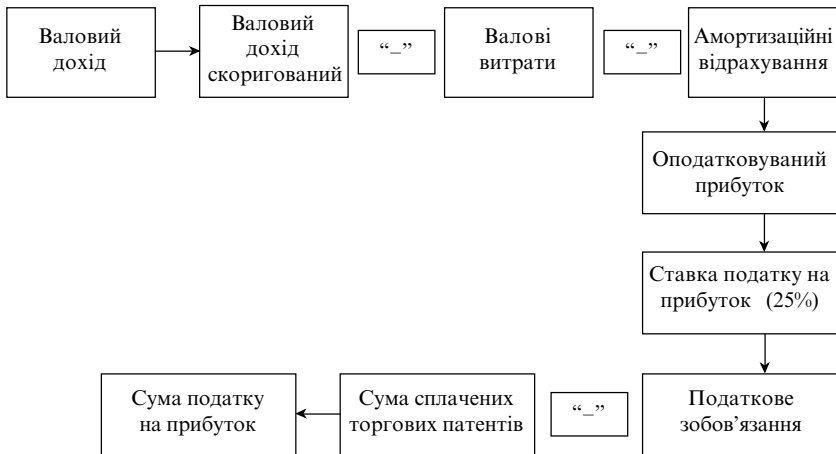 Валовий
дохід
Валовий
дохід
скоригований
“–”
Валові
витрати
“–”
Амортизаційні
відрахування
Оподатковуваний
прибуток
Ставка податку на
прибуток (25%)
Податкове
зобов'язання
“–”
Сума сплачених
торгових патентів
Сума податку
на прибуток